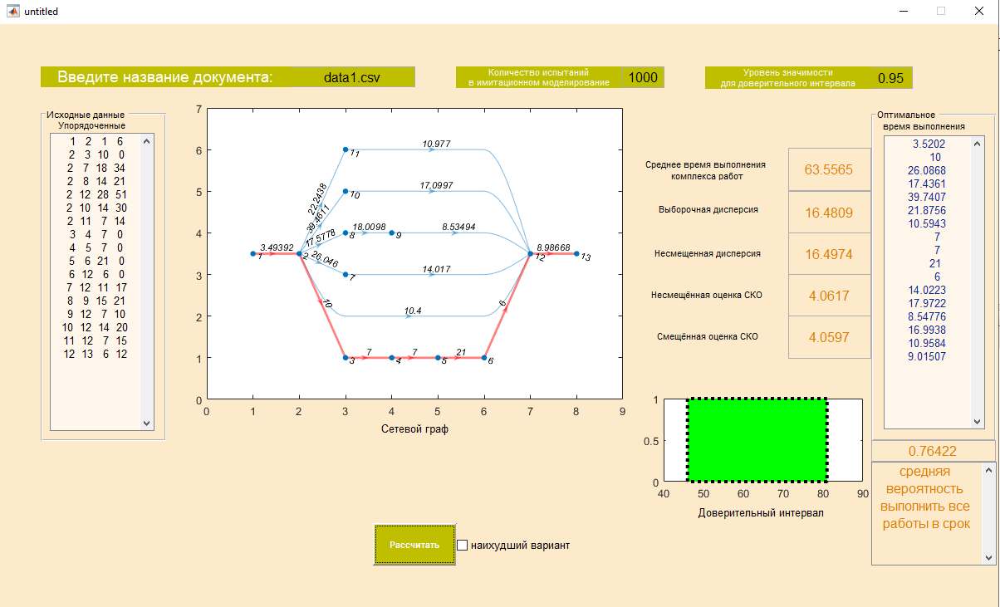 untitled
Введите название документа: data1.csv
Количество испытаний
в имитационном моделирование 1000
Уровень значимости
для доверительного интервала 0.95
Исходные данные
Упорядоченные
1 2 1 6
2 3 10 0
2 7 18 34
2 8 14 21
2 12 28 51
2 10 14 30
2 11 7 14
3 4 7 0
4 5 7 0
5 6 21 0
6 12 6 0
7 12 11 17
8 9 15 21
9 12 7 10
10 12 14 20
11 12 7 15
12 13 6 12
7
6
5
4
3
2
1
0
10.977
11
22.2438
17.0997
10
39.4611
17.5778
18.0098
8.53494
8
9
3.49392
1
2
26.046
14.017
7
8.98668
12
13
10
10.4
6
7
7
21
3
4
5
6
0 1 2 3 4 5 6 7 8 9
Сетевой граф
Среднее время выполнения
комплекса работ
63.5565
Выборочная дисперсия
16.4809
Несмещенная дисперсия
16.4974
Несмещённая оценка СКО
4.0617
Смещённая оценка СКО
4.0597
1
0.5
0
40 50 60 70 80 90
Доверительный интервал
Оптимальное
время выполнения
3.5202
10
26.0868
17.4361
39.7407
21.8756
10.5943
7
7
21
6
14.0223
17.9722
8.54776
16.9938
10.9584
9.01507
0.76422
средняя
вероятность
выполнить все
работы в срок
Рассчитать
наихудший вариант